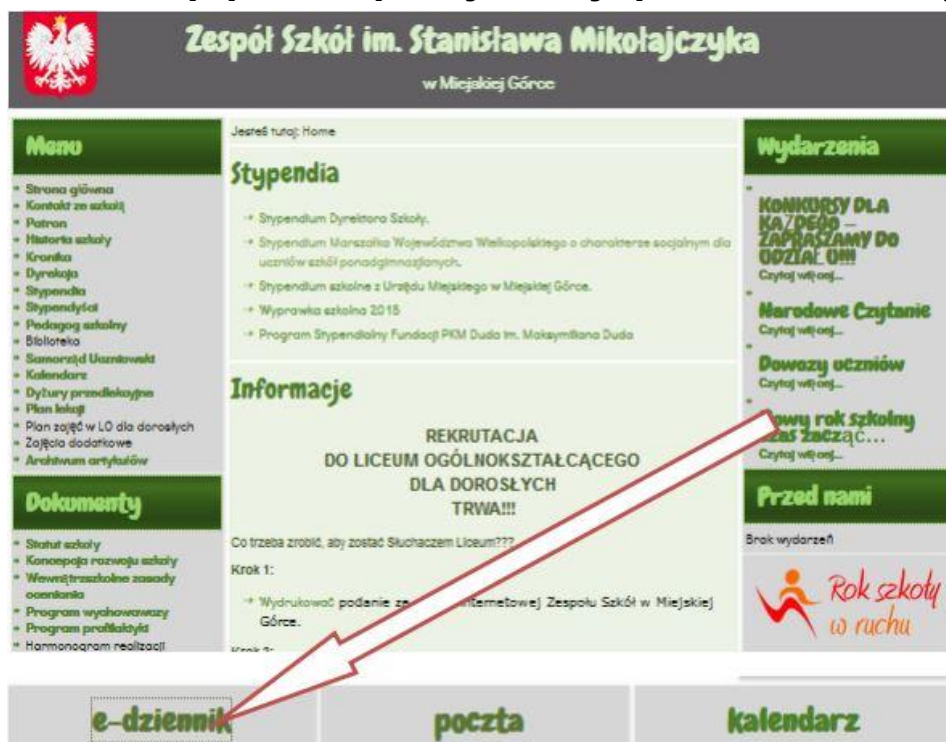 Zespół Szkół im. Stanisława Mikołajczyka
w Miejskiej Górce
Menu
Strona główna
Kontakt ze szkołą
Patron
Historia szkoły
Kronika
Dyrekcja
Stypendia
Stypendyści
Pedagog szkolny
Biblioteka
Samorząd Uczniowski
Kalendarz
Dyżury przedlekcyjne
Plan lekcji
Plan zajęć w LO dla dorosłych
Zajęcia dodatkowe
Archiwum artykułów
Dokumenty
Statut szkoły
Koncepcja rozwoju szkoły
Wewnątrzszkolne zasady
oceniania
Program wychowawczy
Program profilaktyki
Harmonogram realizacji
Jesteś tutaj: Home
Stypendia
Stypendium Dyrektora Szkoły.
Stypendium Marszałka Województwa Wielkopolskiego o charakterze socjalnym dla
uczniów szkół ponadgimnazjlanych.
Stypendium szkolne z Urzędu Miejskiego w Miejskiej Górce.
Wyprawka szkolna 2015
Program Stypendialny Fundacji PKM Duda im. Maksymiliana Duda
Informacje
REKRUTACJA
DO LICEUM OGÓLNOKSZTAŁCĄCEGO
DLA DOROSŁYCH
TRWA!!!
Co trzeba zrobić, aby zostać Słuchaczem Liceum???
Krok 1:
Wydrukować podanie ze internetowej Zespołu Szkół w Miejskiej
Górce.
Wydarzenia
KONKURSY DLA
KAŻDEGO –
ZAPRASZAMY DO
UDZIAŁU!!!
Czytaj więcej...
Narodowe Czytanie
Czytaj więcej...
Dowozy uczniów
Czytaj więcej...
Nowy rok szkolny
czas zacząć...
Czytaj więcej...
Przed nami
Brak wydarzeń
Rok szkoły
w ruchu
e-dziennik
poczta
kalendarz